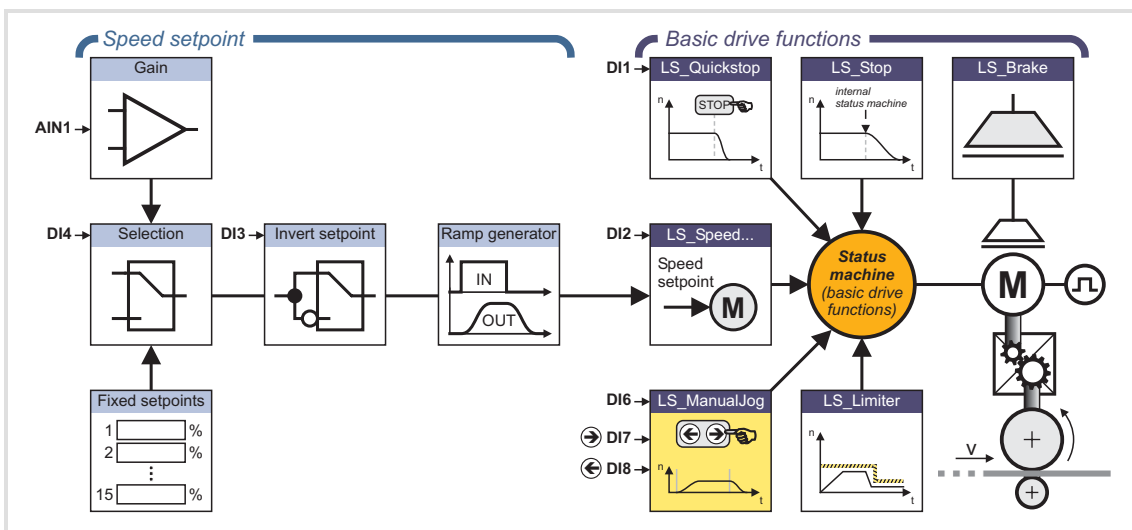 Speed setpoint
Basic drive functions
Gain
AIN1
DI1
LS_Quickstop
n
STOP
t
LS_Stop
internal
status machine
n
t
LS_Brake
DI4
Selection
DI3
Invert setpoint
Ramp generator
IN
OUT
DI2
LS_Speed...
Speed
setpoint
M
Status
machine
(basic drive
functions)
M
Fixed setpoints
1 %
2 %
15 %
DI6
DI7
DI8
LS_ManualJog
n
t
LS_Limiter
n
t
v